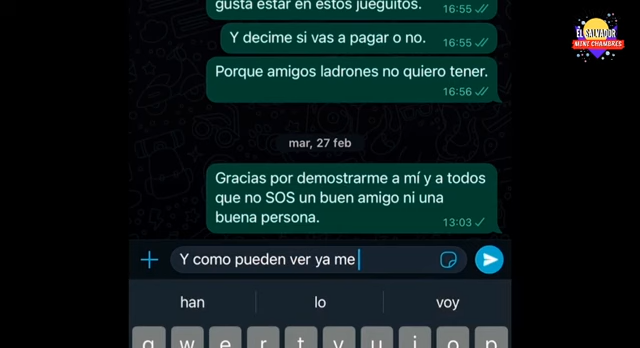 gusta estar en estos jueguitos.
16:55
Y decime si vas a pagar o no.
16:55
Porque amigos ladrones no quiero tener.
16:56
mar, 27 feb
Gracias por demostrarme a mí y a todos
que no SOS un buen amigo ni una
buena persona.
13:03
Y como pueden ver ya me
han lo voy
q w e r t y u i o p
EL SALVADOR
MINI CHAMBRES